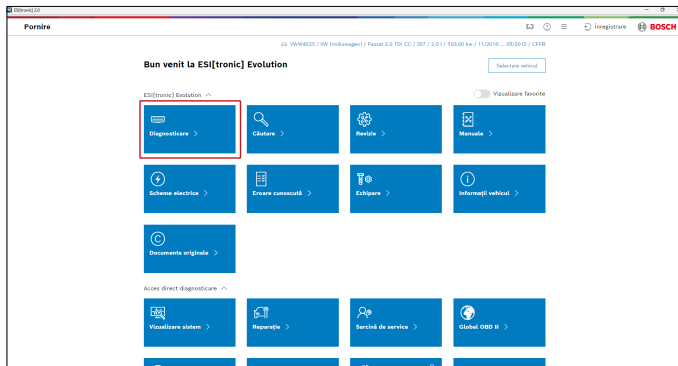 ESI[tronic] 2.0
Pornire
Înregistrare
BOSCH
VWW4025 / VW (Volkswagen) / Passat 2.0 TDI CC / 357 / 2.0 l / 103.00 kw / 11/2010 ... 05/2012 / CFFB
Bun venit la ESI[tronic] Evolution
Selectare vehicul
ESI[tronic] Evolution
Vizualizare favorite
Diagnosticare
Căutare
Revizie
Manuale
Scheme electrice
Eroare cunoscută
Echipare
Informații vehicul
Documente originale
Acces direct diagnosticare
Vizualizare sistem
Reparație
Sarcină de service
Global OBD II